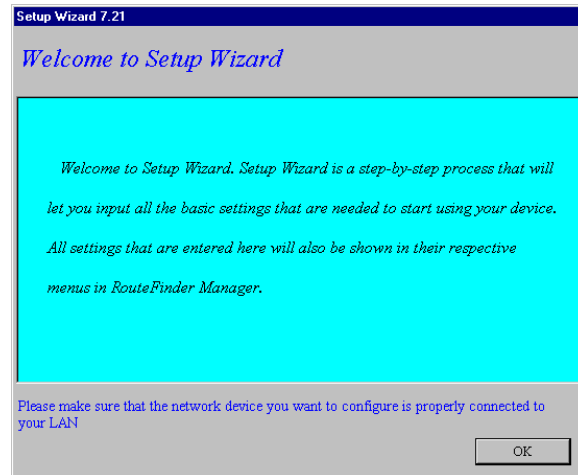 Setup Wizard 7.21
Welcome to Setup Wizard
Welcome to Setup Wizard. Setup Wizard is a step-by-step process that will
let you input all the basic settings that are needed to start using your device.
All settings that are entered here will also be shown in their respective
menus in RouteFinder Manager.
Please make sure that the network device you want to configure is properly connected to
your LAN
OK